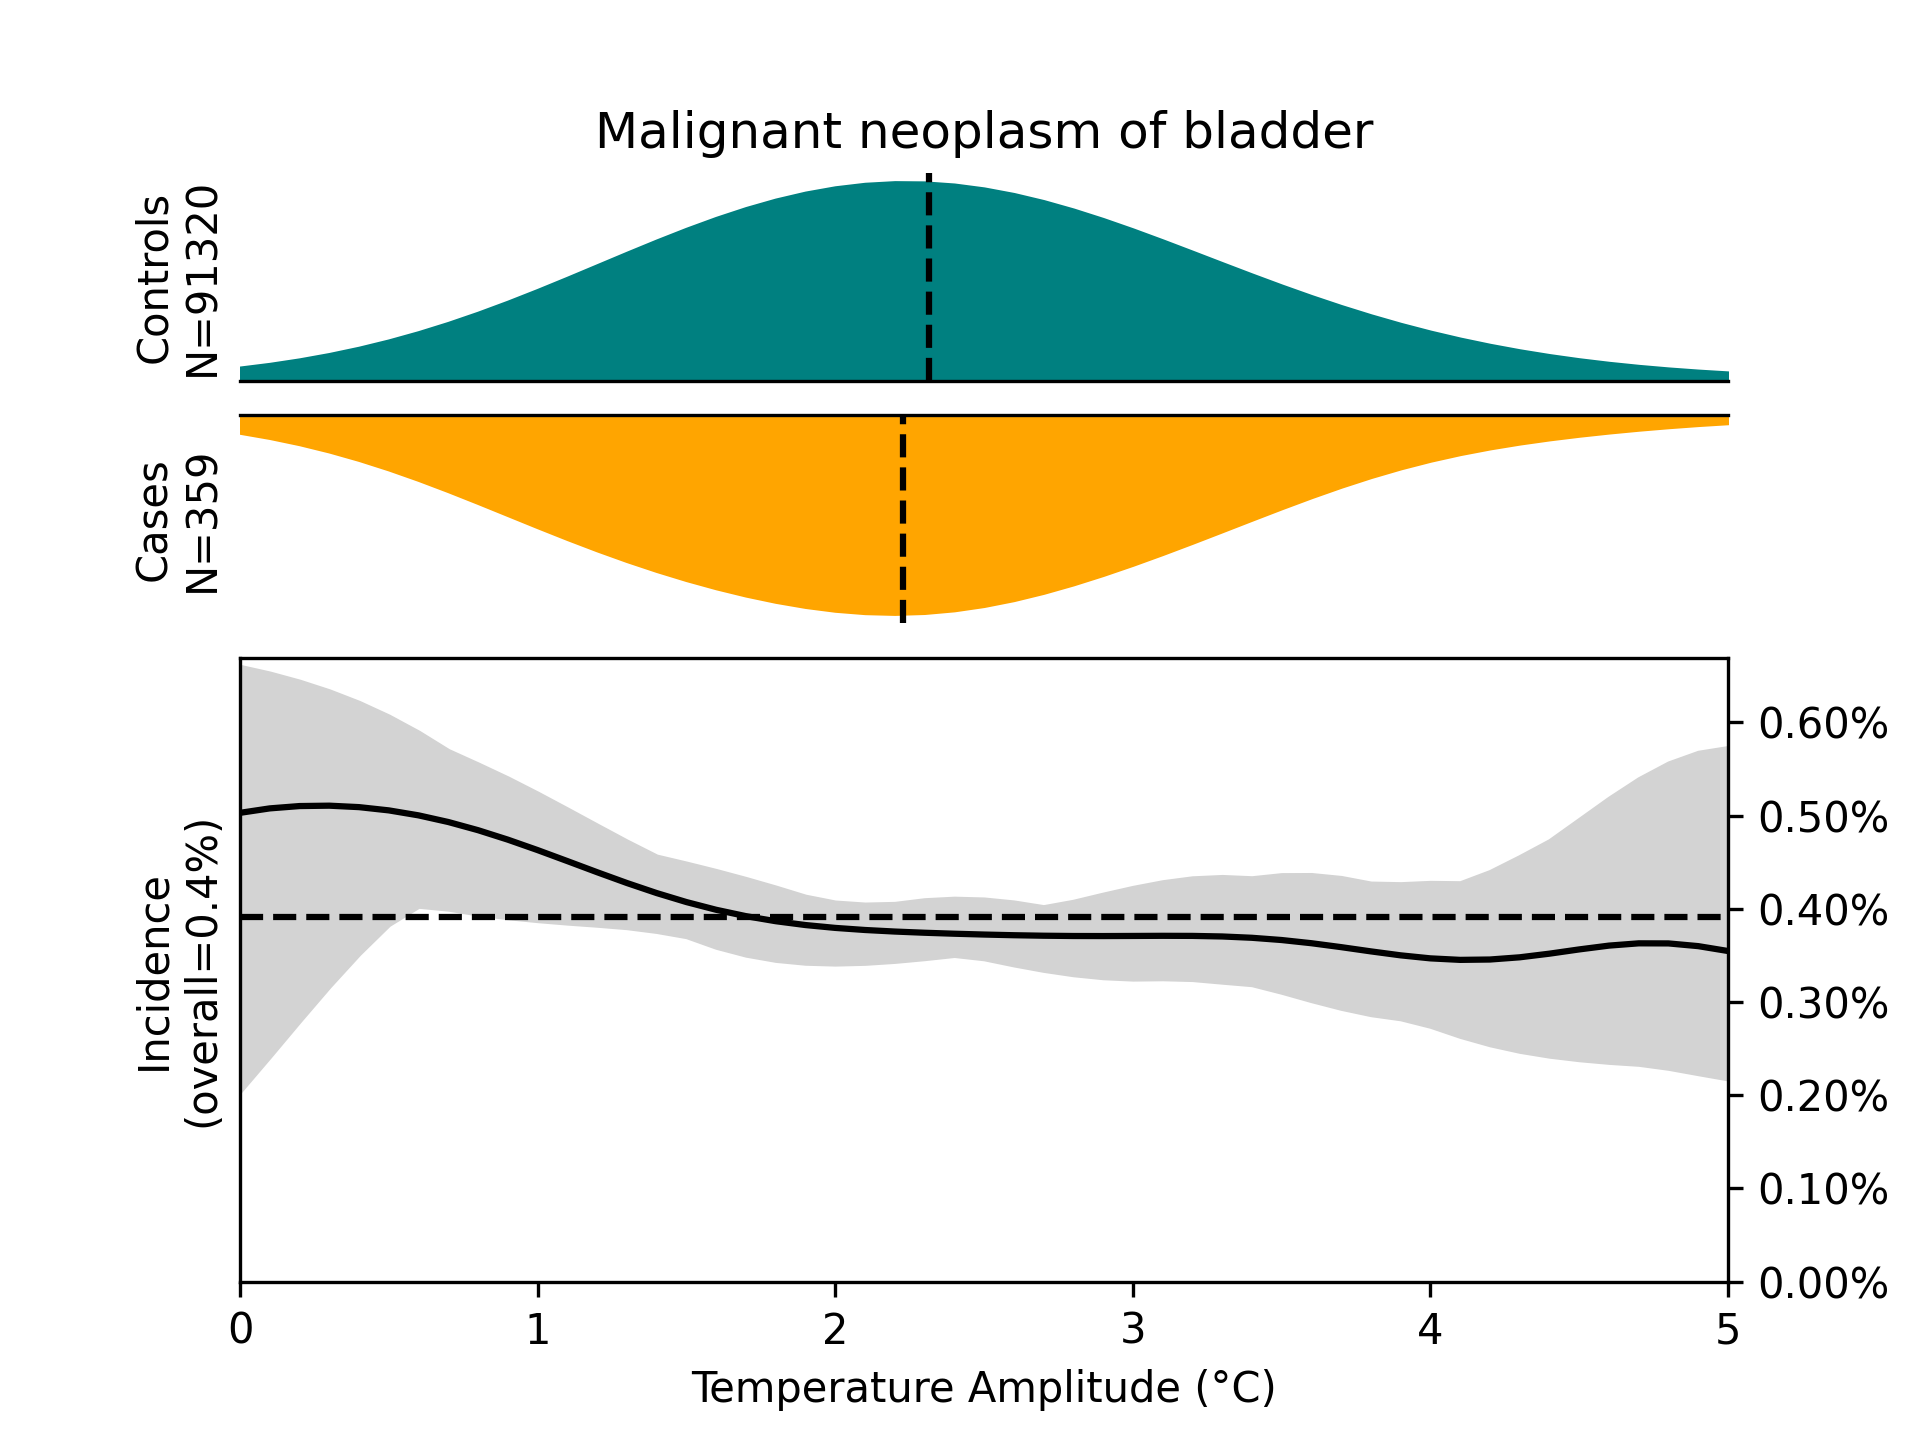 Malignant neoplasm of bladder
Controls
N=91320
Cases
N=359
Incidence
(overall=0.4%)
0.60%
0.50%
0.40%
0.30%
0.20%
0.10%
0.00%
0 1 2 3 4 5
Temperature Amplitude (°C)